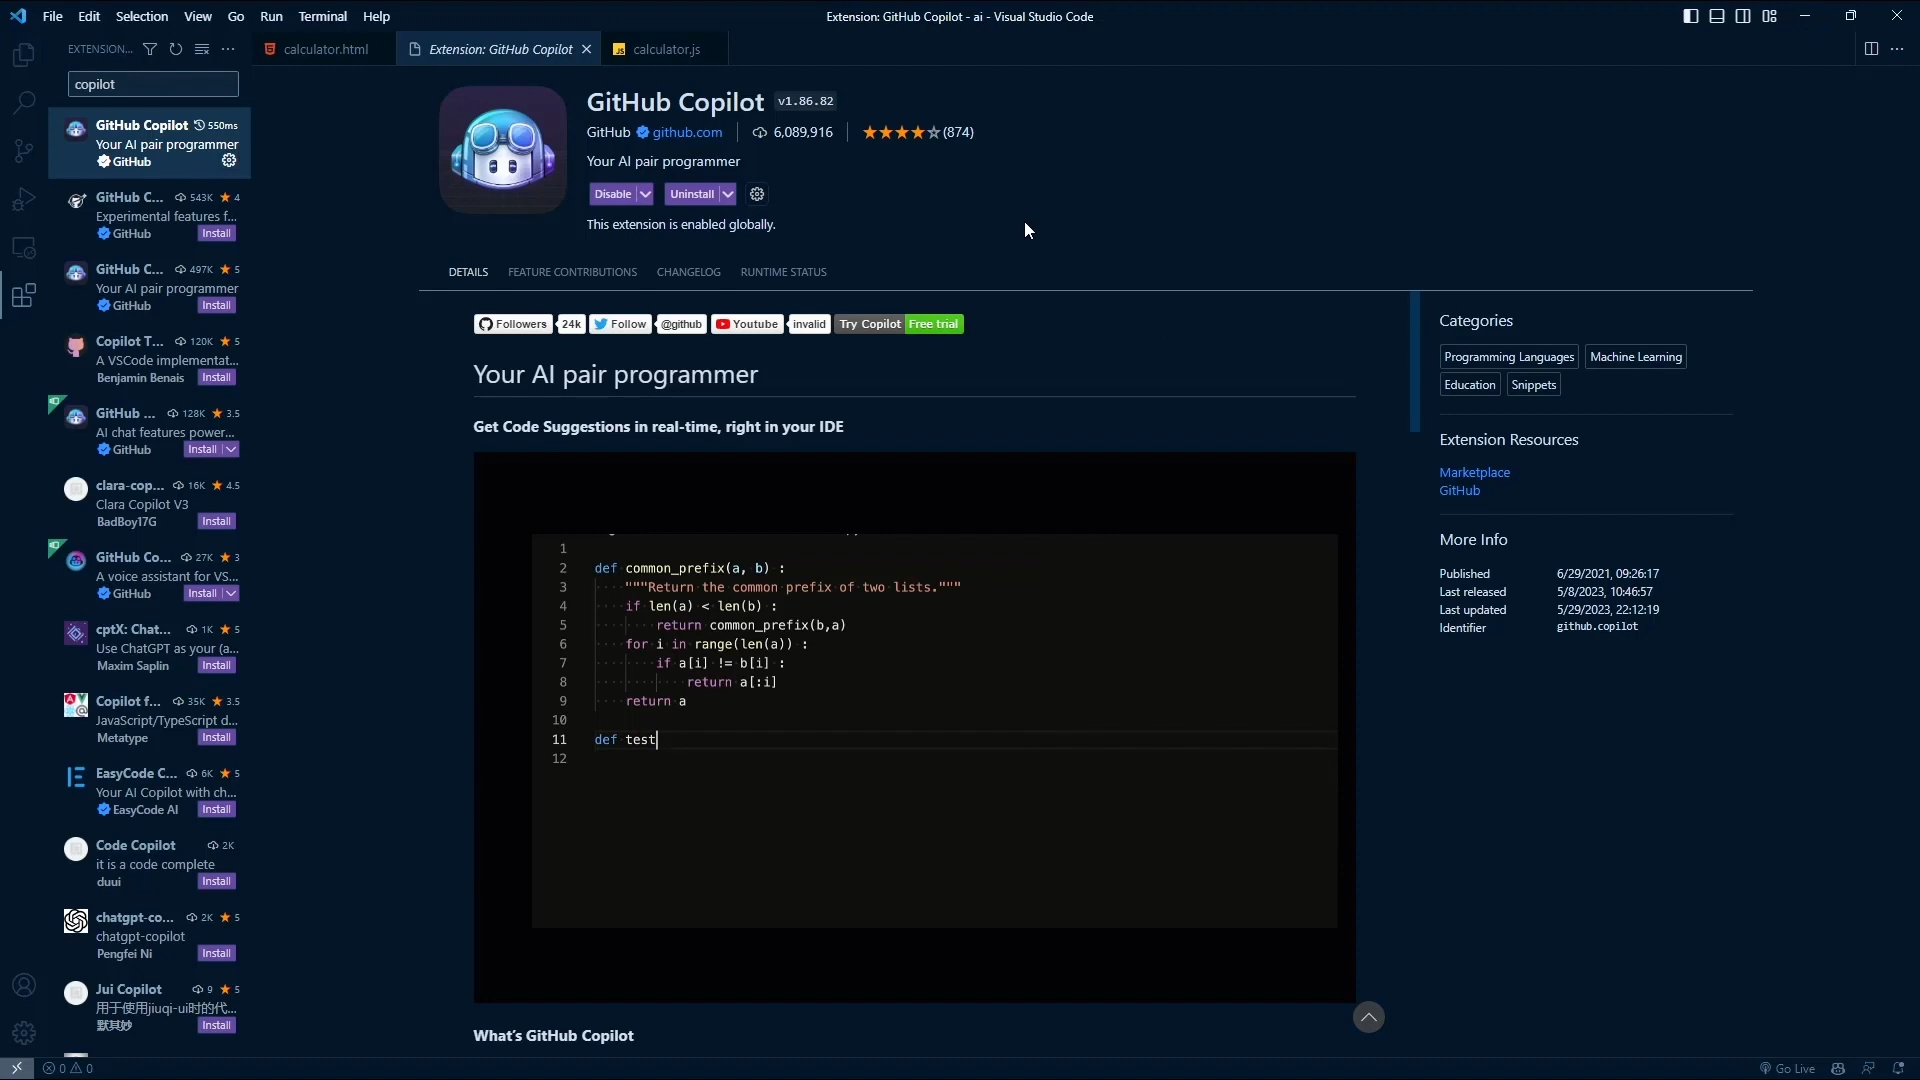 File Edit Selection View Go Run Terminal Help
Extension: GitHub Copilot - ai - Visual Studio Code
EXTENSION...
calculator.html
Extension: GitHub Copilot
JS calculator.js
copilot
GitHub Copilot 550ms
Your AI pair programmer
GitHub
GitHub C... 543K 4
Experimental features f...
GitHub Install
GitHub C... 497K 5
Your AI pair programmer
GitHub Install
Copilot T... 120K 5
A VSCode implementat...
Benjamin Benais Install
GitHub ... 128K 3.5
AI chat features power...
GitHub Install
clara-cop... 16K 4.5
Clara Copilot V3
BadBoy17G Install
GitHub Co... 27K 3
A voice assistant for VS...
GitHub Install
cptX: Chat... 1K 5
Use ChatGPT as your (a...
Maxim Saplin Install
Copilot f... 35K 3.5
JavaScript/TypeScript d...
Metatype Install
EasyCode C... 6K 5
Your AI Copilot with ch...
EasyCode AI Install
Code Copilot 2K
it is a code complete
duui Install
chatgpt-co... 2K 5
chatgpt-copilot
Pengfei Ni Install
Jui Copilot 9 5
用于使用jiuqi-ui时的代...
默其妙 Install
GitHub Copilot v1.86.82
GitHub github.com 6,089,916 (874)
Your AI pair programmer
Disable Uninstall
This extension is enabled globally.
DETAILS FEATURE CONTRIBUTIONS CHANGELOG RUNTIME STATUS
Followers 24k Follow @github Youtube invalid Try Copilot Free trial
Your AI pair programmer
Get Code Suggestions in real-time, right in your IDE
1
2 def common_prefix(a, b) :
3 """Return the common prefix of two lists."""
4 if len(a) < len(b) :
5 return common_prefix(b,a)
6 for i in range(len(a)) :
7 if a[i] != b[i] :
8 return a[:i]
9 return a
10
11 def test
12
What's GitHub Copilot
Categories
Programming Languages Machine Learning
Education Snippets
Extension Resources
Marketplace
GitHub
More Info
Published 6/29/2021, 09:26:17
Last released 5/8/2023, 10:46:57
Last updated 5/29/2023, 22:12:19
Identifier github.copilot
0 0
Go Live